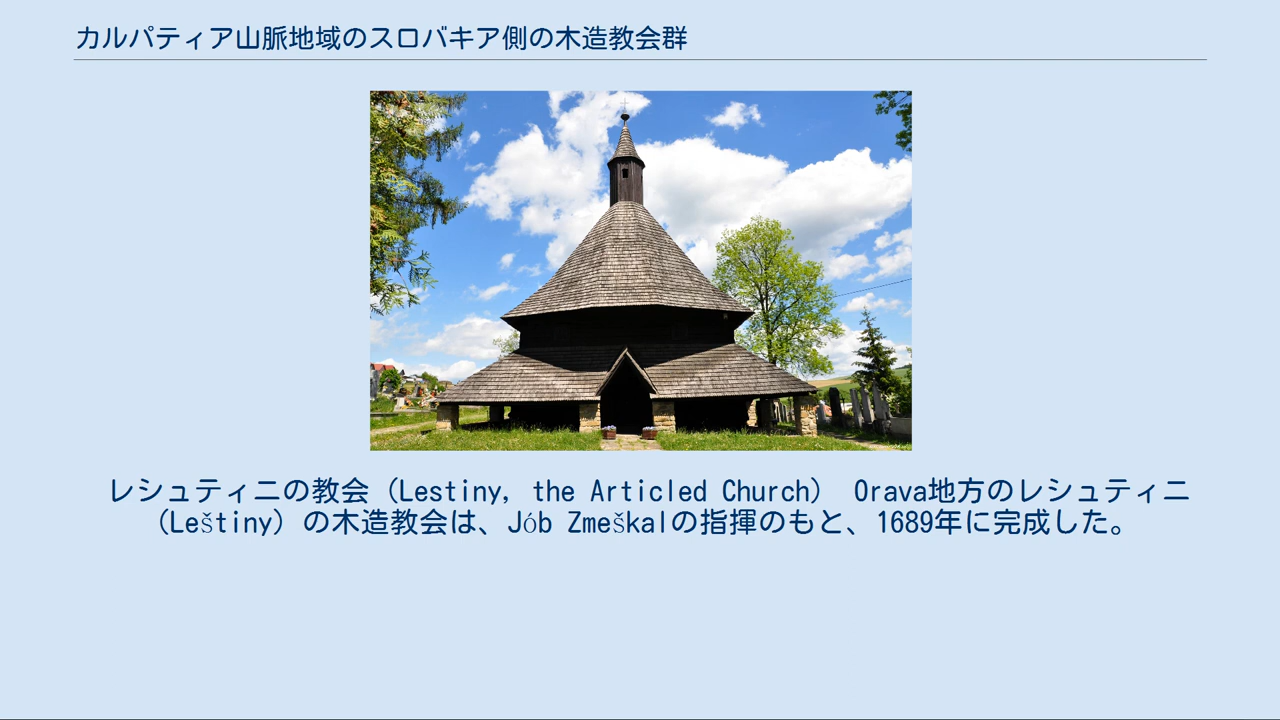 カルパティア山脈地域のスロバキア側の木造教会群
レシュティニの教会（Lestiny, the Articled Church） Orava地方のレシュティニ
（Leštiny）の木造教会は、Jób Zmeškalの指揮のもと、1689年に完成した。